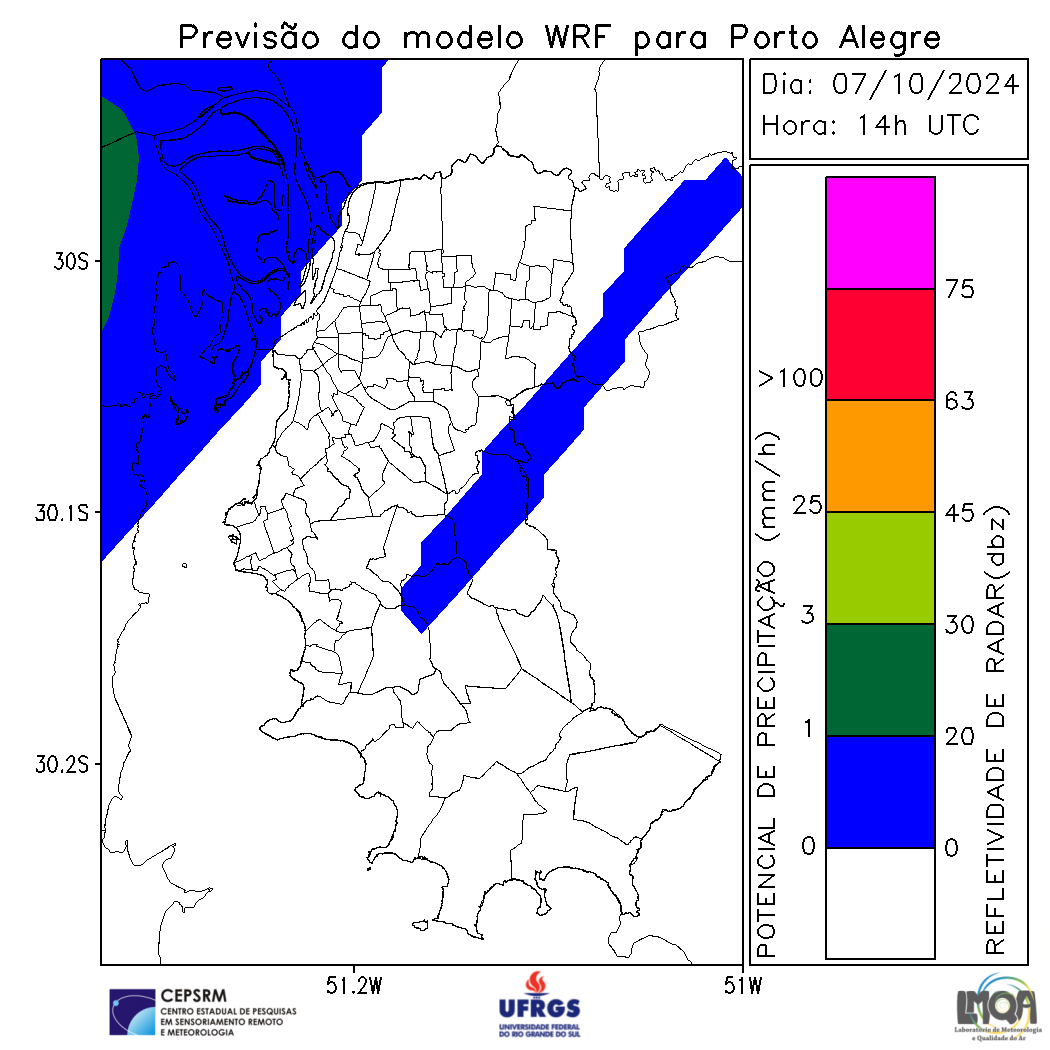 Previsão do modelo WRF para Porto Alegre
Dia: 07/10/2024
Hora: 14h UTC
30S
30.1S
30.2S
51.2W
51W
POTENCIAL DE PRECIPITAÇÃO (mm/h)
>100
25
3
1
0
75
63
45
30
20
0
REFLETIVIDADE DE RADAR(dbz)
CEPSRM
CENTRO ESTADUAL DE PESQUISAS
EM SENSORIAMENTO REMOTO
E METEOROLOGIA
UFRGS
UNIVERSIDADE FEDERAL
DO RIO GRANDE DO SUL
LMQA
Laboratório de Meteorologia
e Qualidade do Ar